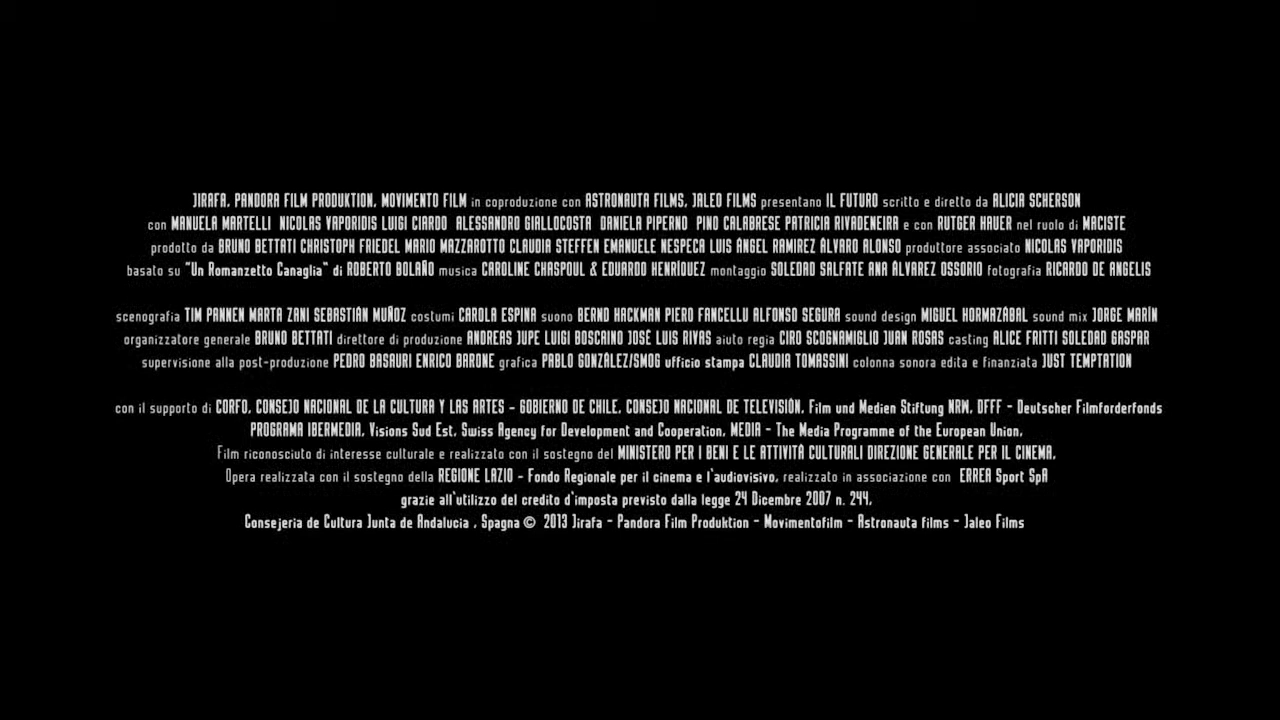 JIRAFA, PANDORA FILM PRODUKTION, MOVIMENTO FILM in coproduzione con ASTRONAUTA FILMS, JALEO FILMS presentano IL FUTURO scritto e diretto da ALICIA SCHERSON
con MANUELA MARTELLI NICOLAS VAPORIDIS LUIGI CIARDO ALESSANDRO GIALLOCOSTA DANIELA PIPERNO PINO CALABRESE PATRICIA RIVADENEIRA e con RUTGER HAUER nel ruolo di MACISTE
prodotto da BRUNO BETTATI CHRISTOPH FRIEDEL MARIO MAZZAROTTO CLAUDIA STEFFEN EMANUELE NESPECA LUIS ÁNGEL RAMIREZ ÁLVARO ALONSO produttore associato NICOLAS VAPORIDIS
basato su "Un Romanzetto Canaglia" di ROBERTO BOLAÑO musica CAROLINE CHASPOUL & EDUARDO HENRÍQUEZ montaggio SOLEDAD SALFATE ANA ÁLVAREZ OSSORIO fotografia RICARDO DE ANGELIS
scenografia TIM PANNEN MARTA ZANI SEBASTIÁN MUÑOZ costumi CAROLA ESPINA suono BERND HACKMAN PIERO FANCELLU ALFONSO SEGURA sound design MIGUEL HORMAZÁBAL sound mix JORGE MARÍN
organizzatore generale BRUNO BETTATI direttore di produzione ANDREAS JUPE LUIGI BOSCAINO JOSÉ LUIS RIVAS aiuto regia CIRO SCOGNAMIGLIO JUAN ROSAS casting ALICE FRITTI SOLEDAD GASPAR
supervisione alla post-produzione PEDRO BASAURI ENRICO BARONE grafica PABLO GONZÁLEZ/SMOG ufficio stampa CLAUDIA TOMASSINI colonna sonora edita e finanziata JUST TEMPTATION
con il supporto di CORFO, CONSEJO NACIONAL DE LA CULTURA Y LAS ARTES - GOBIERNO DE CHILE, CONSEJO NACIONAL DE TELEVISIÓN, Film und Medien Stiftung NRW, DFFF - Deutscher Filmforderfonds
PROGRAMA IBERMEDIA, Visions Sud Est, Swiss Agency for Development and Cooperation, MEDIA - The Media Programme of the European Union,
Film riconosciuto di interesse culturale e realizzato con il sostegno del MINISTERO PER I BENI E LE ATTIVITÀ CULTURALI DIREZIONE GENERALE PER IL CINEMA,
Opera realizzata con il sostegno della REGIONE LAZIO - Fondo Regionale per il cinema e l'audiovisivo, realizzato in associazione con ERREA Sport SpA
grazie all'utilizzo del credito d'imposta previsto dalla legge 24 Dicembre 2007 n. 244,
Consejeria de Cultura Junta de Andalucia , Spagna © 2013 Jirafa - Pandora Film Produktion - Movimentofilm - Astronauta films - Jaleo Films